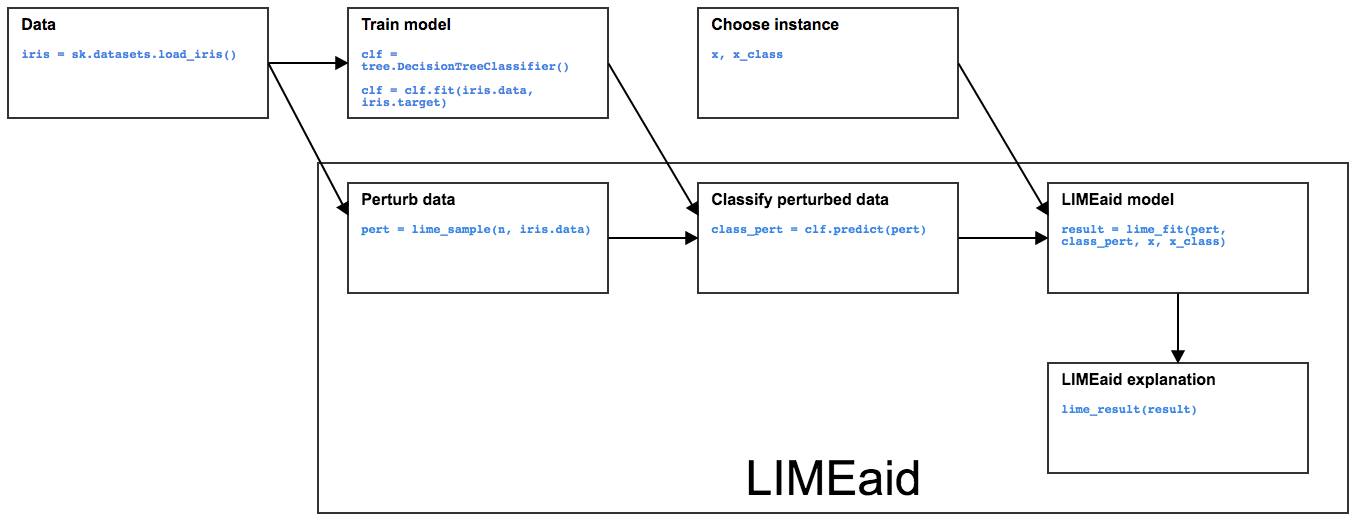 Data
iris = sk.datasets.load_iris()
Train model
clf =
tree.DecisionTreeClassifier()
clf = clf.fit(iris.data,
iris.target)
Choose instance
x, x_class
Perturb data
pert = lime_sample(n, iris.data)
Classify perturbed data
class_pert = clf.predict(pert)
LIMEaid model
result = lime_fit(pert,
class_pert, x, x_class)
LIMEaid explanation
lime_result(result)
LIMEaid